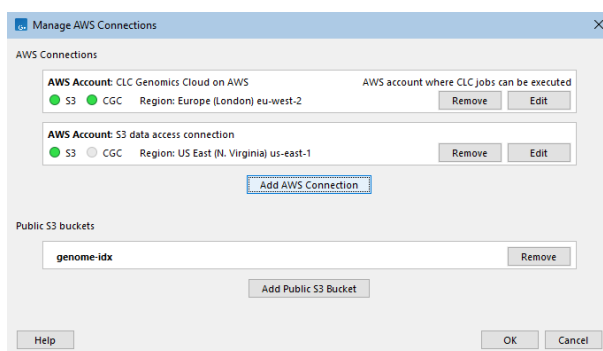 Manage AWS Connections
AWS Connections
AWS Account: CLC Genomics Cloud on AWS AWS account where CLC jobs can be executed
S3 CGC Region: Europe (London) eu-west-2 Remove Edit
AWS Account: S3 data access connection
S3 CGC Region: US East (N. Virginia) us-east-1 Remove Edit
Add AWS Connection
Public S3 buckets
genome-idx Remove
Add Public S3 Bucket
Help OK Cancel